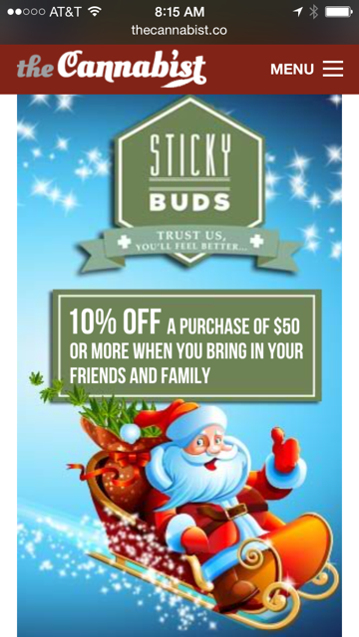 AT&T 8:15 AM
thecannabist.co
the Cannabist MENU
STICKY
BUDS
TRUST US,
YOU'LL FEEL BETTER...
10% OFF A PURCHASE OF $50
OR MORE WHEN YOU BRING IN YOUR
FRIENDS AND FAMILY